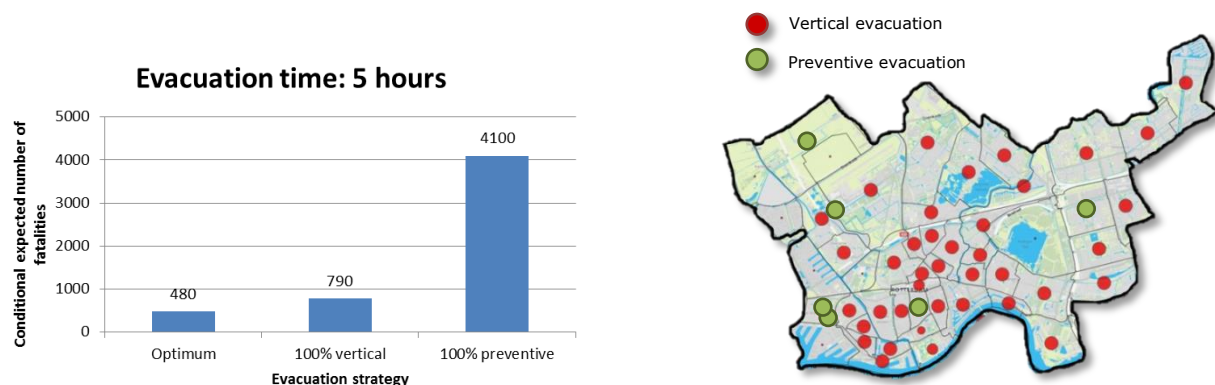 Evacuation time: 5 hours
Conditional expected number of
fatalities
5000
4000
3000
2000
1000
0
480
790
4100
Optimum
100% vertical
100% preventive
Evacuation strategy
Vertical evacuation
Preventive evacuation